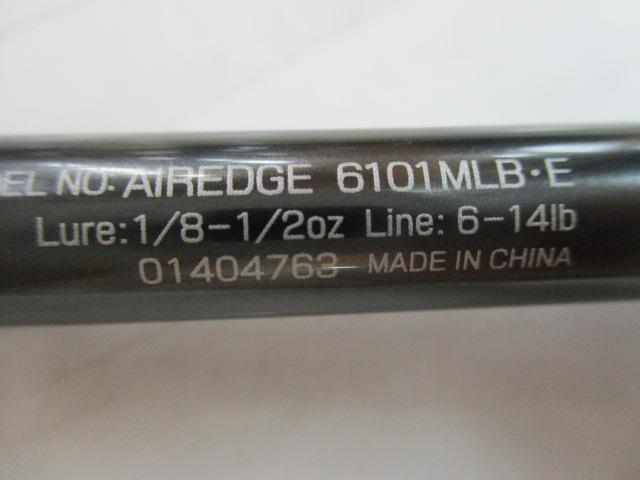 EL NO. AIREDGE 6101MLB·E
Lure:1/8-1/2oz Line: 6-14lb
01404763 MADE IN CHINA